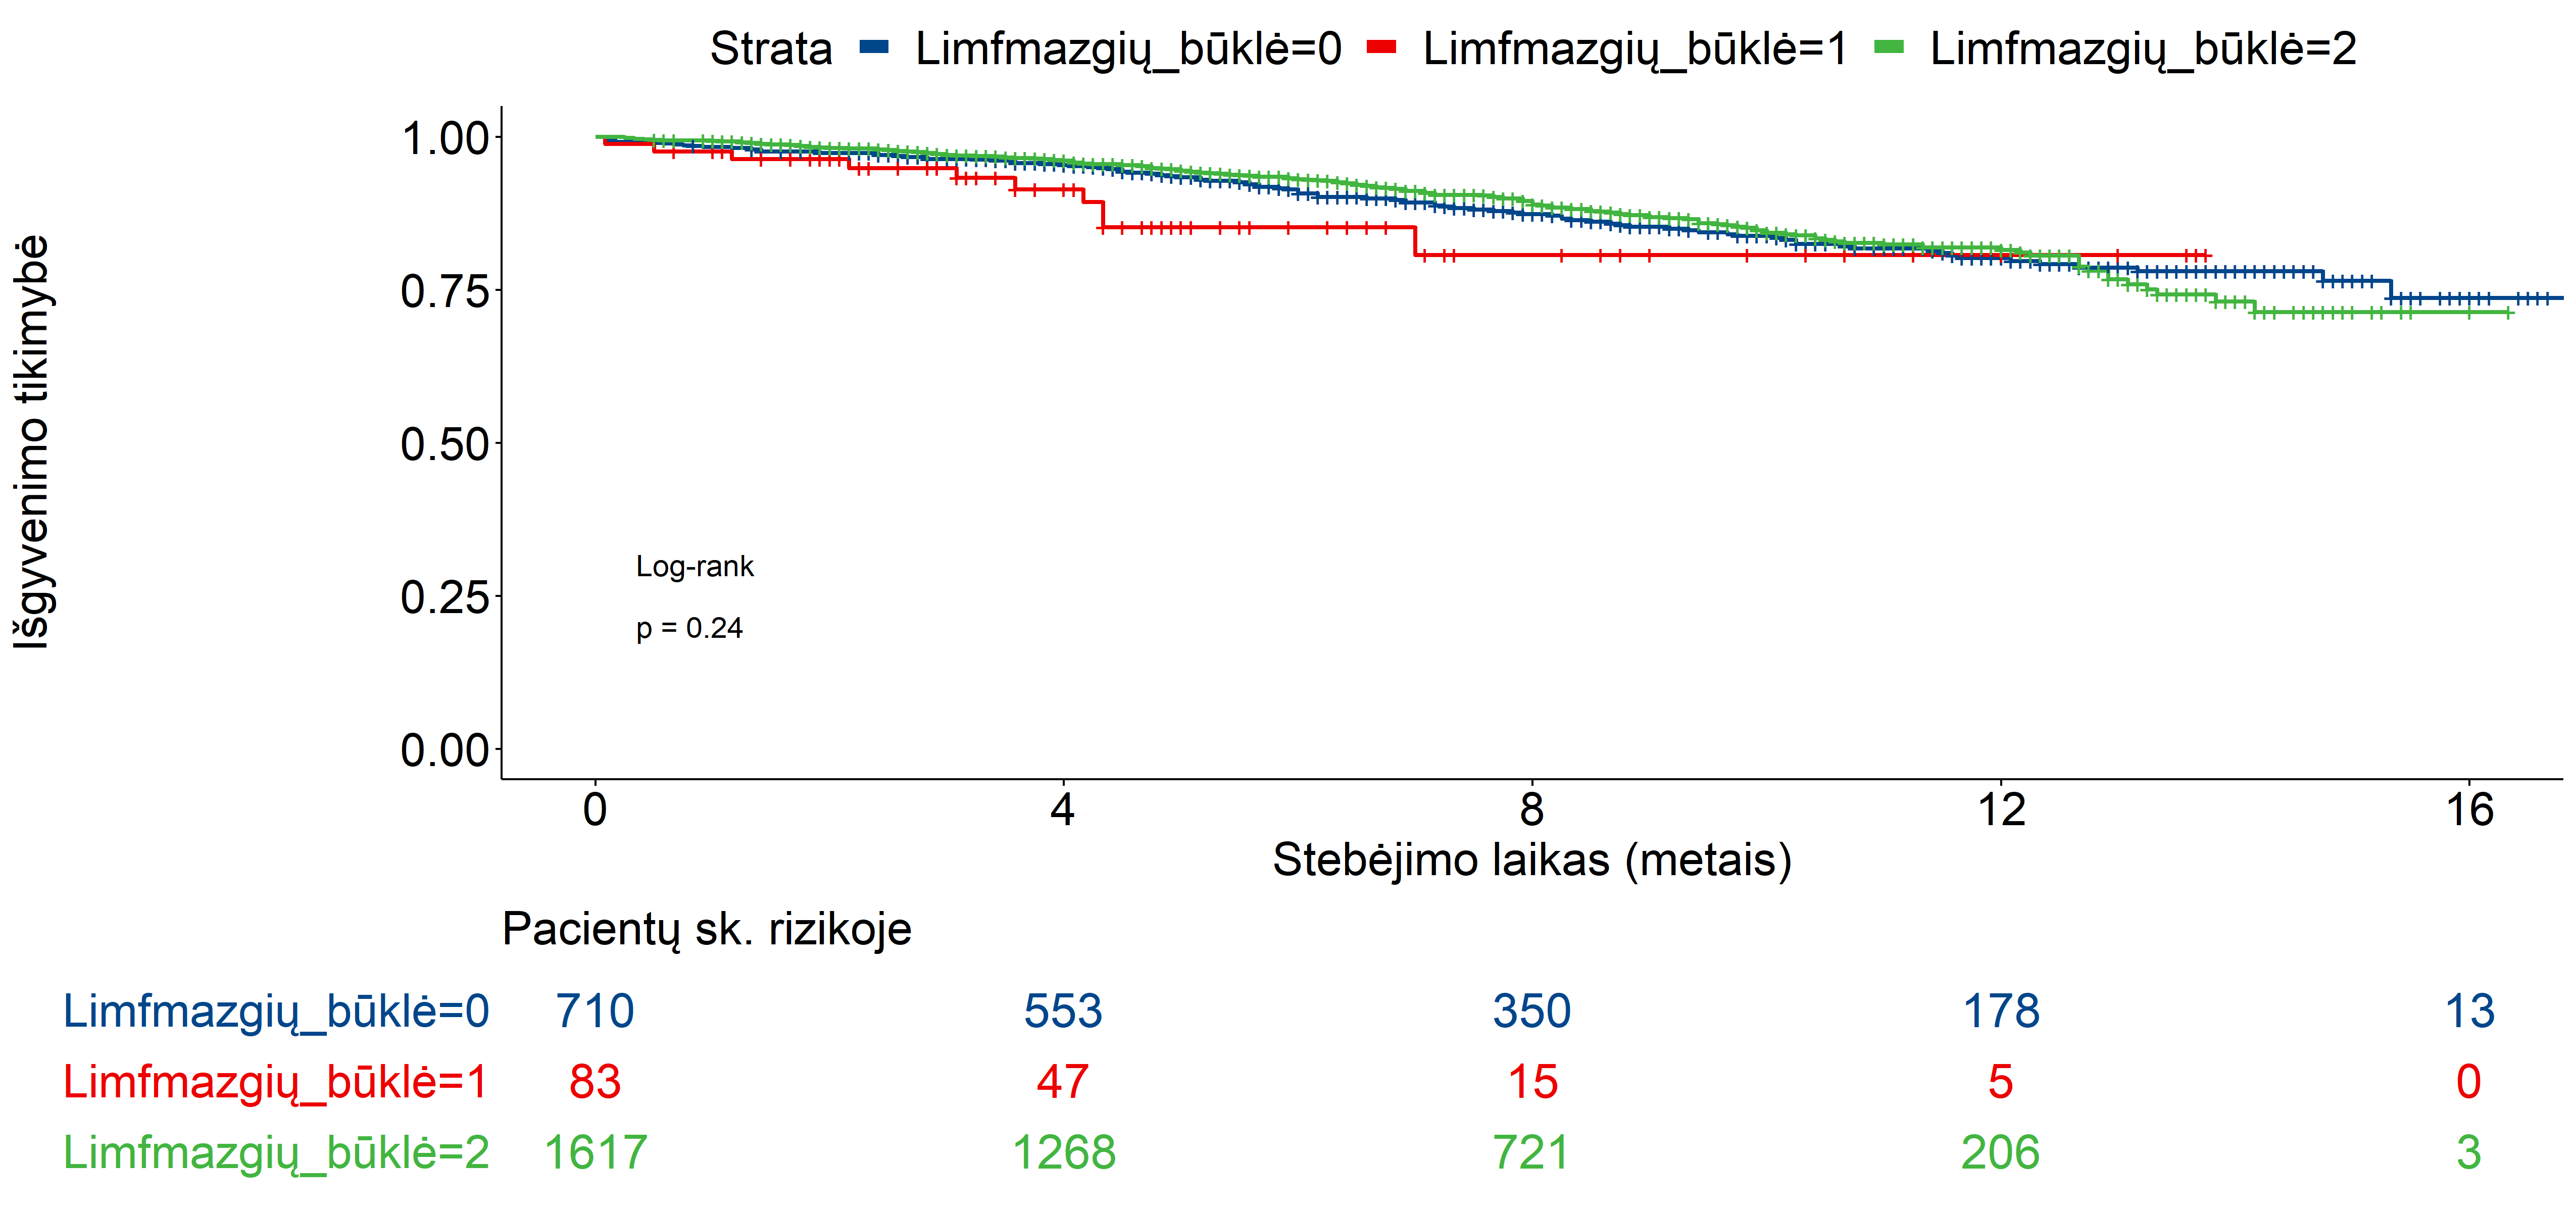 Strata Limfmazgių_būklė=0 Limfmazgių_būklė=1 Limfmazgių_būklė=2
Išgyvenimo tikimybė
1.00
0.75
0.50
0.25
0.00
Log-rank
p = 0.24
0 4 8 12 16
Stebėjimo laikas (metais)
Pacientų sk. rizikoje
Limfmazgių_būklė=0 710 553 350 178 13
Limfmazgių_būklė=1 83 47 15 5 0
Limfmazgių_būklė=2 1617 1268 721 206 3